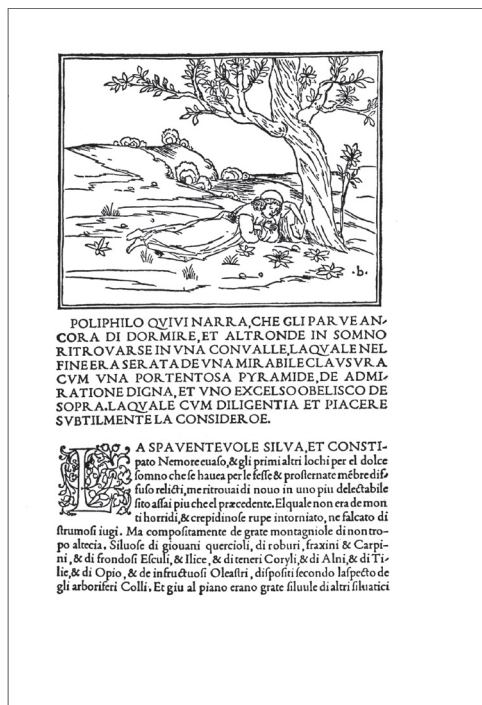 .b.
POLIPHILO QVIVI NARRA, CHE GLI PARVE AN-
CORA DI DORMIRE, ET ALTRONDE IN SOMNO
RITROVARSE IN VNA CONVALLE, LAQVALE NEL
FINE ERA SERATA DE VNA MIRABILE CLAVSVRA
CVM VNA PORTENTOSA PYRAMIDE, DE ADMI-
RATIONE DIGNA, ET VNO EXCELSO OBELISCO DE
SOPRA. LAQVALE CVM DILIGENTIA ET PIACERE
SVBTILMENTE LA CONSIDEROE.
LA SPAVENTEVOLE SILVA, ET CONSTI-
pato Nemore euaso, & gli primi altri lochi per el dolce
somno che se hauea per le fesse & prosternate mēbre dif-
fuso relicti, me ritrouai di nouo in uno piu delectabile
sito assai piu che el præcedente. El quale non era de mon
ti horridi, & crepidinose rupe intorniato, ne falcato di
strumosi iugi. Ma compositamente de grate montagniole di non tro-
po altecia. Siluose di giouani quercioli, di roburi, fraxini & Carpi-
ni, & di frondosi Esculi, & Ilice, & di teneri Coryli, & di Alni, & di Ti-
lie, & di Opio, & de infructuosi Oleastri, dispositi secondo laspecto de
gli arboriferi Colli. Et giu al piano erano grate siluule di altri siluatici